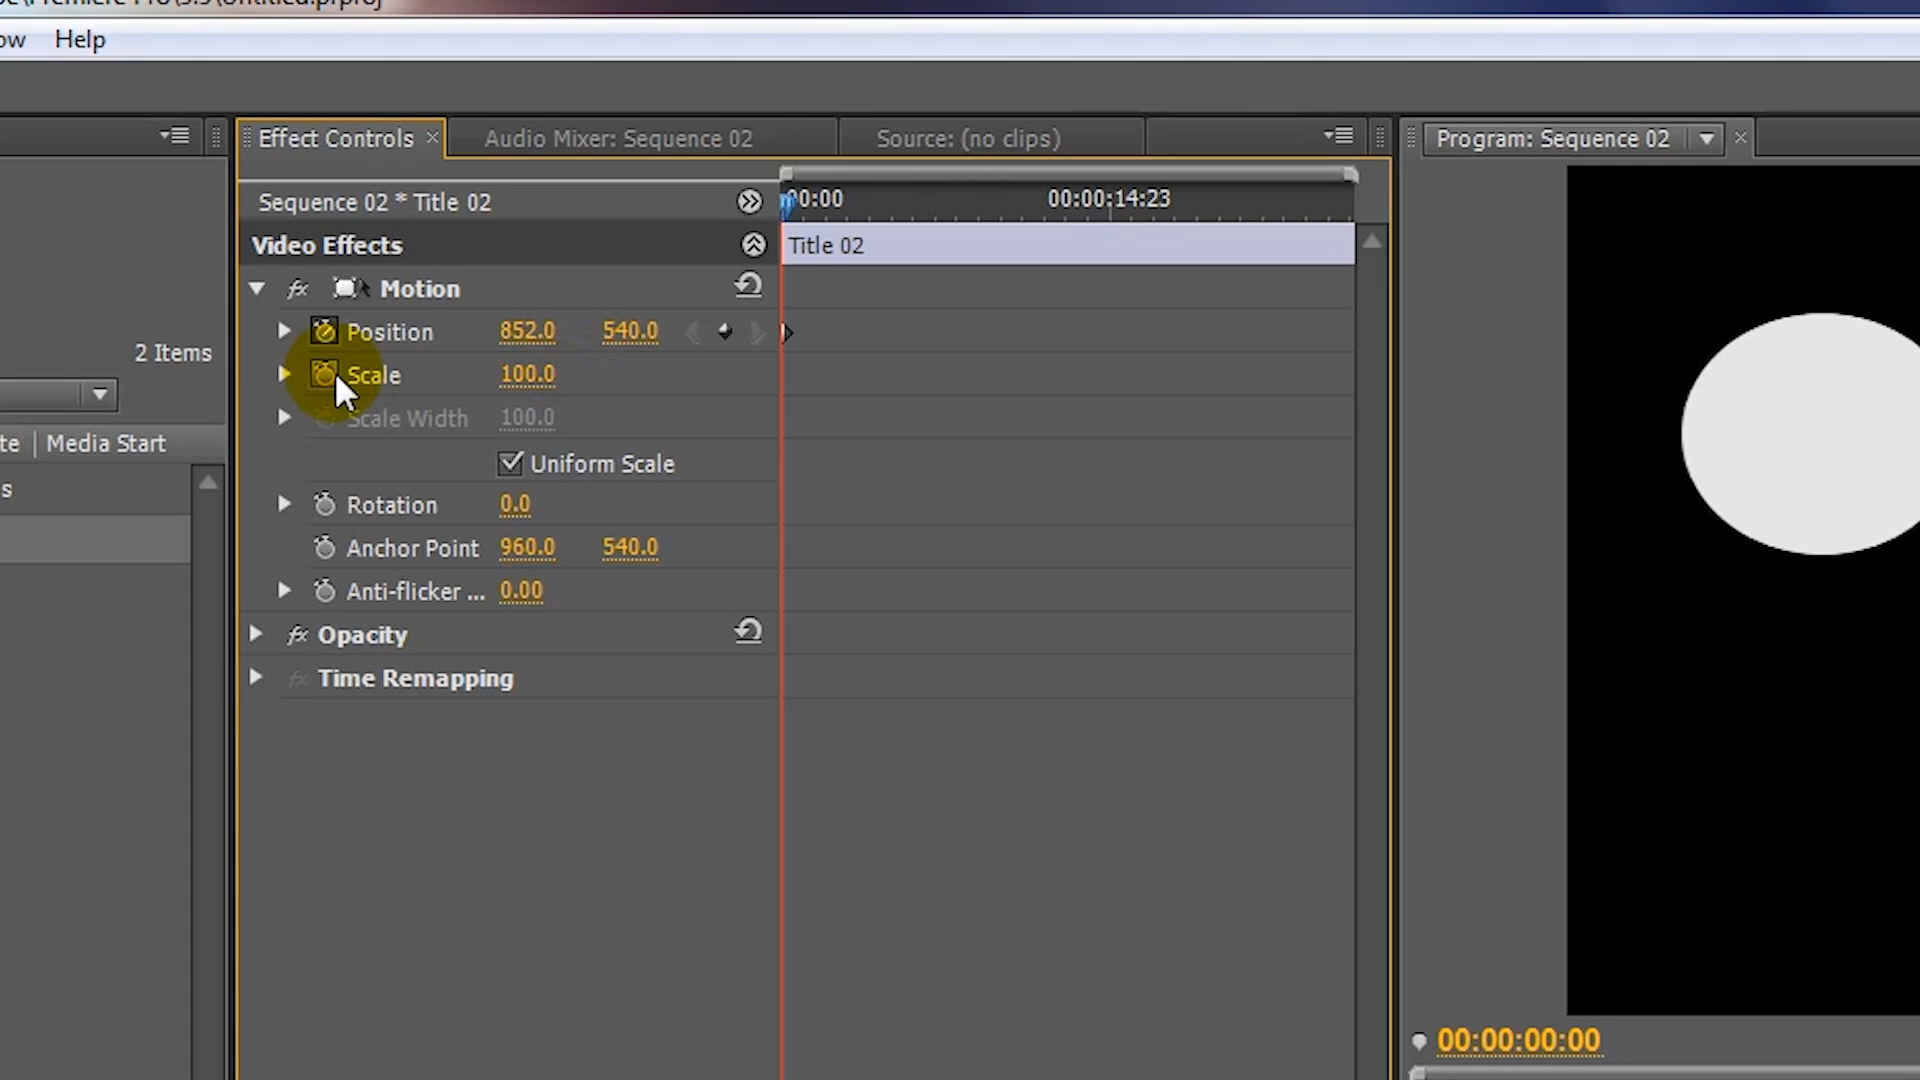 ow Help
Effect Controls Audio Mixer: Sequence 02 Source: (no clips) Program: Sequence 02
Sequence 02 * Title 02 00:00 00:00:14:23
Video Effects Title 02
fx Motion
Position 852.0 540.0
2 Items
Scale 100.0
Scale Width 100.0
te Media Start
Uniform Scale
s
Rotation 0.0
Anchor Point 960.0 540.0
Anti-flicker ... 0.00
fx Opacity
fx Time Remapping
00:00:00:00